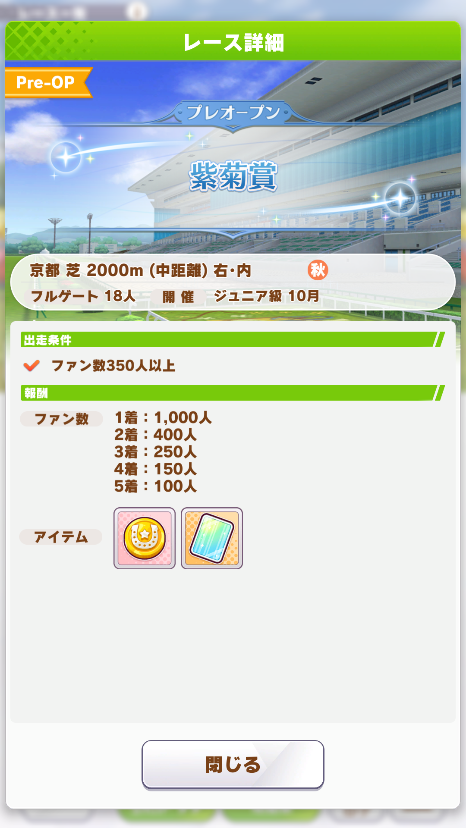 レース詳細
Pre-OP
プレオープン
紫菊賞
京都 芝 2000m (中距離) 右・内 秋
フルゲート 18人 開催 ジュニア級 10月
出走条件
ファン数350人以上
報酬
ファン数 1着：1,000人
2着：400人
3着：250人
4着：150人
5着：100人
アイテム
閉じる